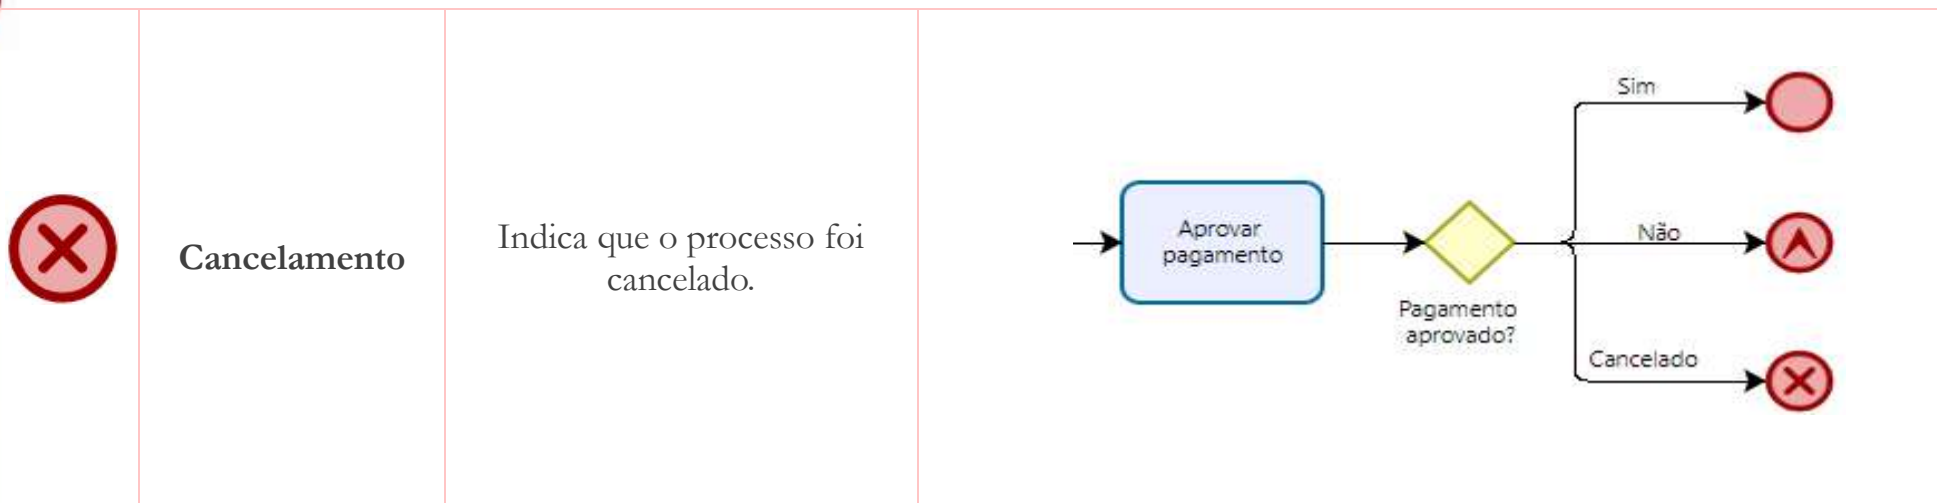 Cancelamento
Indica que o processo foi
cancelado.
Aprovar
pagamento
Pagamento
aprovado?
Sim
Não
Cancelado